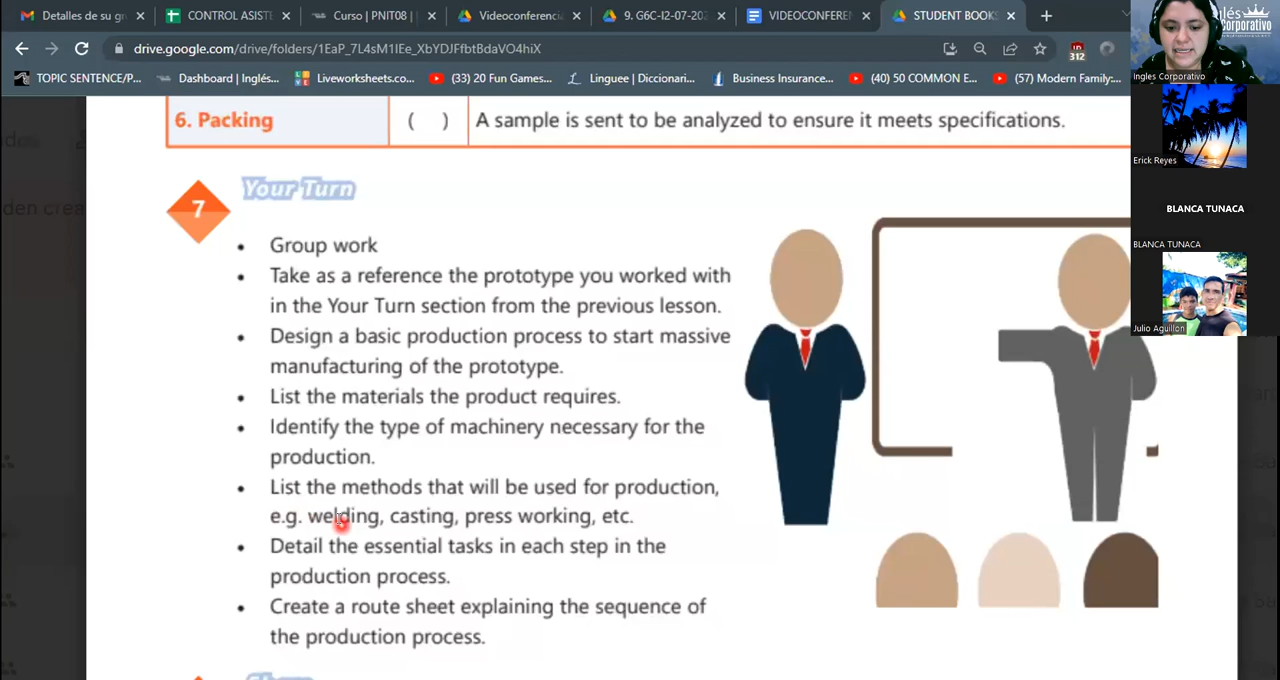 Detalles de su gr
CONTROL ASIST
Curso | PNIT08 |
Videoconferencia
9. G6C-I2-07-202
VIDEOCONFEREN
STUDENT BOOKS
drive.google.com/drive/folders/1EaP_7L4sM1IEe_XbYDJFfbtBdaVO4hiX
312
TOPIC SENTENCE/P...
Dashboard | Inglés...
Liveworksheets.co...
(33) 20 Fun Games...
Linguee | Diccionari...
Business Insurance...
(40) 50 COMMON E...
(57) Modern Family:...
Ingles Corporativo
Erick Reyes
BLANCA TUNACA
BLANCA TUNACA
Julio Aguillon
6. Packing ( ) A sample is sent to be analyzed to ensure it meets specifications.
7 Your Turn
• Group work
• Take as a reference the prototype you worked with
in the Your Turn section from the previous lesson.
• Design a basic production process to start massive
manufacturing of the prototype.
• List the materials the product requires.
• Identify the type of machinery necessary for the
production.
• List the methods that will be used for production,
e.g. welding, casting, press working, etc.
• Detail the essential tasks in each step in the
production process.
• Create a route sheet explaining the sequence of
the production process.